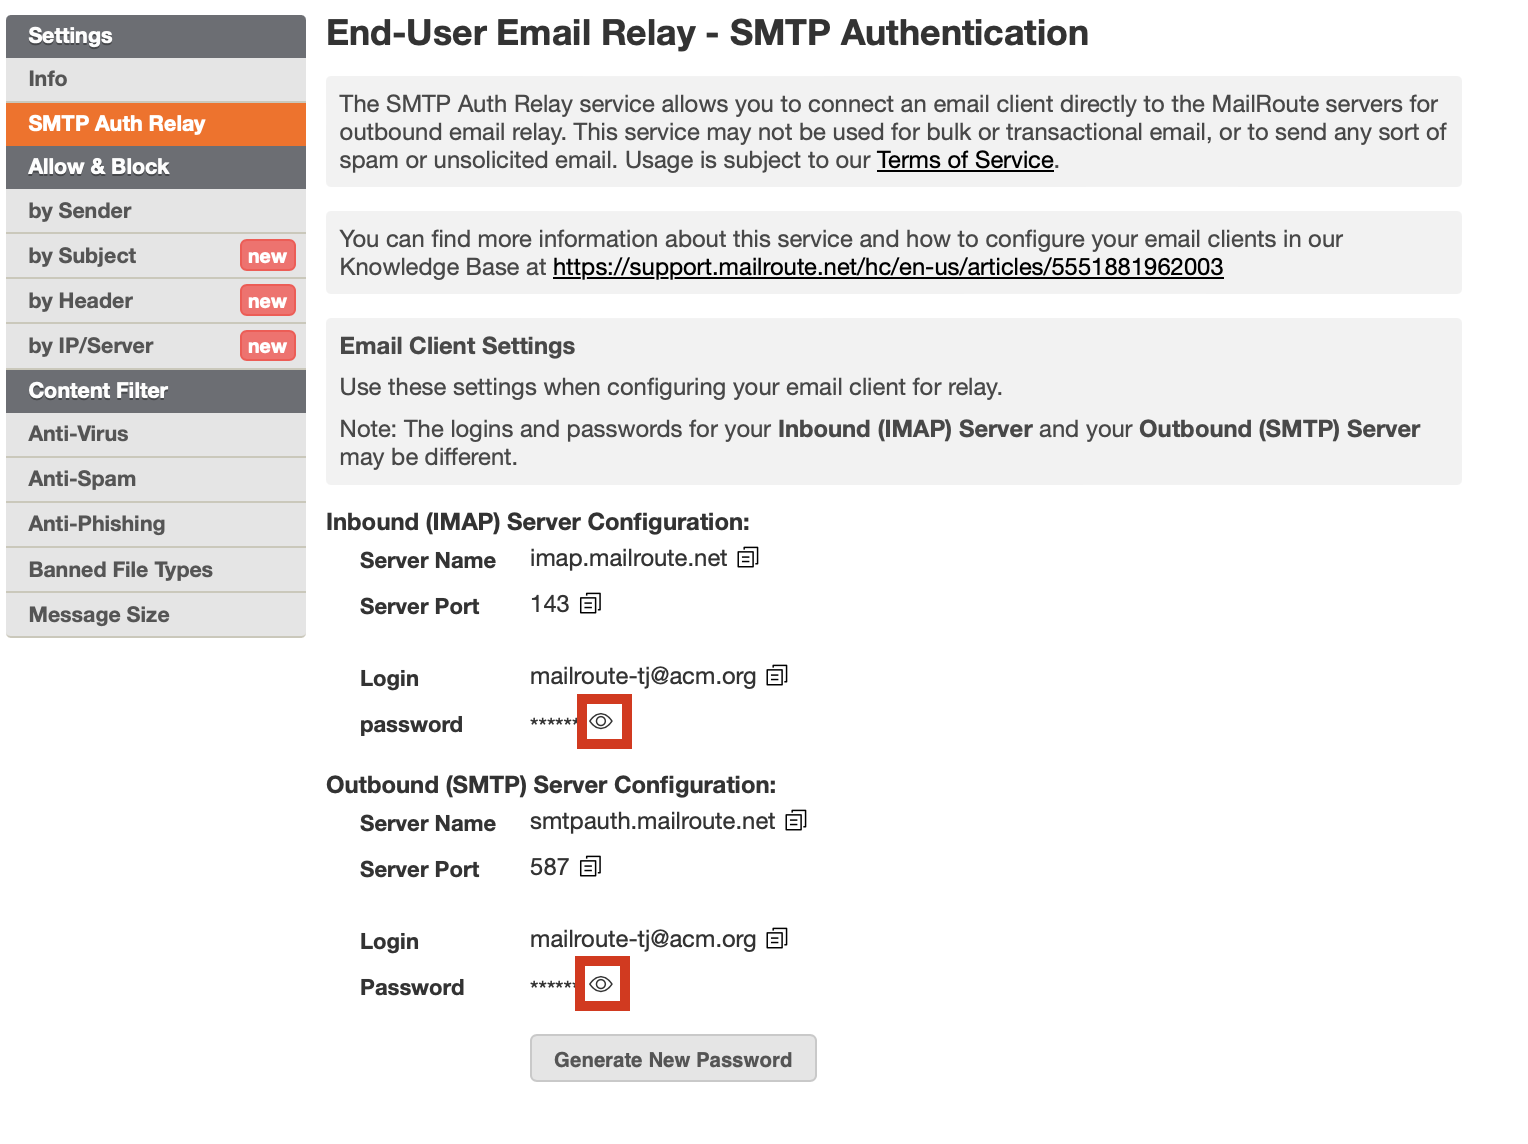 Settings
Info
SMTP Auth Relay
Allow & Block
by Sender
by Subject new
by Header new
by IP/Server new
Content Filter
Anti-Virus
Anti-Spam
Anti-Phishing
Banned File Types
Message Size
End-User Email Relay - SMTP Authentication
The SMTP Auth Relay service allows you to connect an email client directly to the MailRoute servers for
outbound email relay. This service may not be used for bulk or transactional email, or to send any sort of
spam or unsolicited email. Usage is subject to our Terms of Service.
You can find more information about this service and how to configure your email clients in our
Knowledge Base at https://support.mailroute.net/hc/en-us/articles/5551881962003
Email Client Settings
Use these settings when configuring your email client for relay.
Note: The logins and passwords for your Inbound (IMAP) Server and your Outbound (SMTP) Server
may be different.
Inbound (IMAP) Server Configuration:
Server Name imap.mailroute.net
Server Port 143
Login mailroute-tj@acm.org
password ******
Outbound (SMTP) Server Configuration:
Server Name smtpauth.mailroute.net
Server Port 587
Login mailroute-tj@acm.org
Password ******
Generate New Password